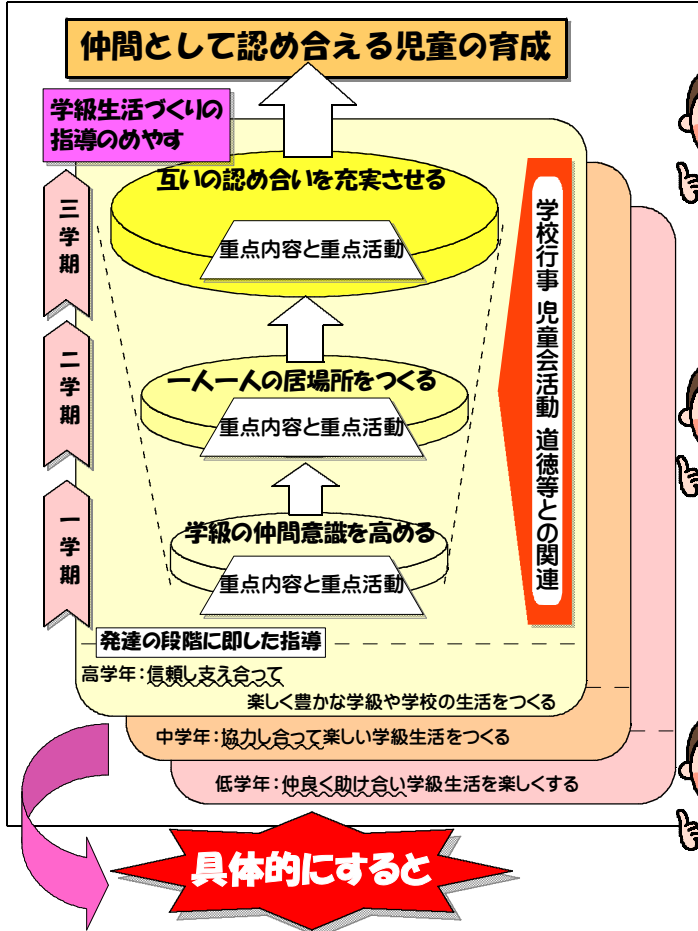 仲間として認め合える児童の育成
学級生活づくりの
指導のめやす
三学期
互いの認め合いを充実させる
重点内容と重点活動
二学期
一人一人の居場所をつくる
重点内容と重点活動
一学期
学級の仲間意識を高める
重点内容と重点活動
学校行事 児童会活動 道徳等との関連
発達の段階に即した指導
高学年：信頼し支え合って
楽しく豊かな学級や学校の生活をつくる
中学年：協力し合って楽しい学級生活をつくる
低学年：仲良く助け合い学級生活を楽しくする
具体的にすると